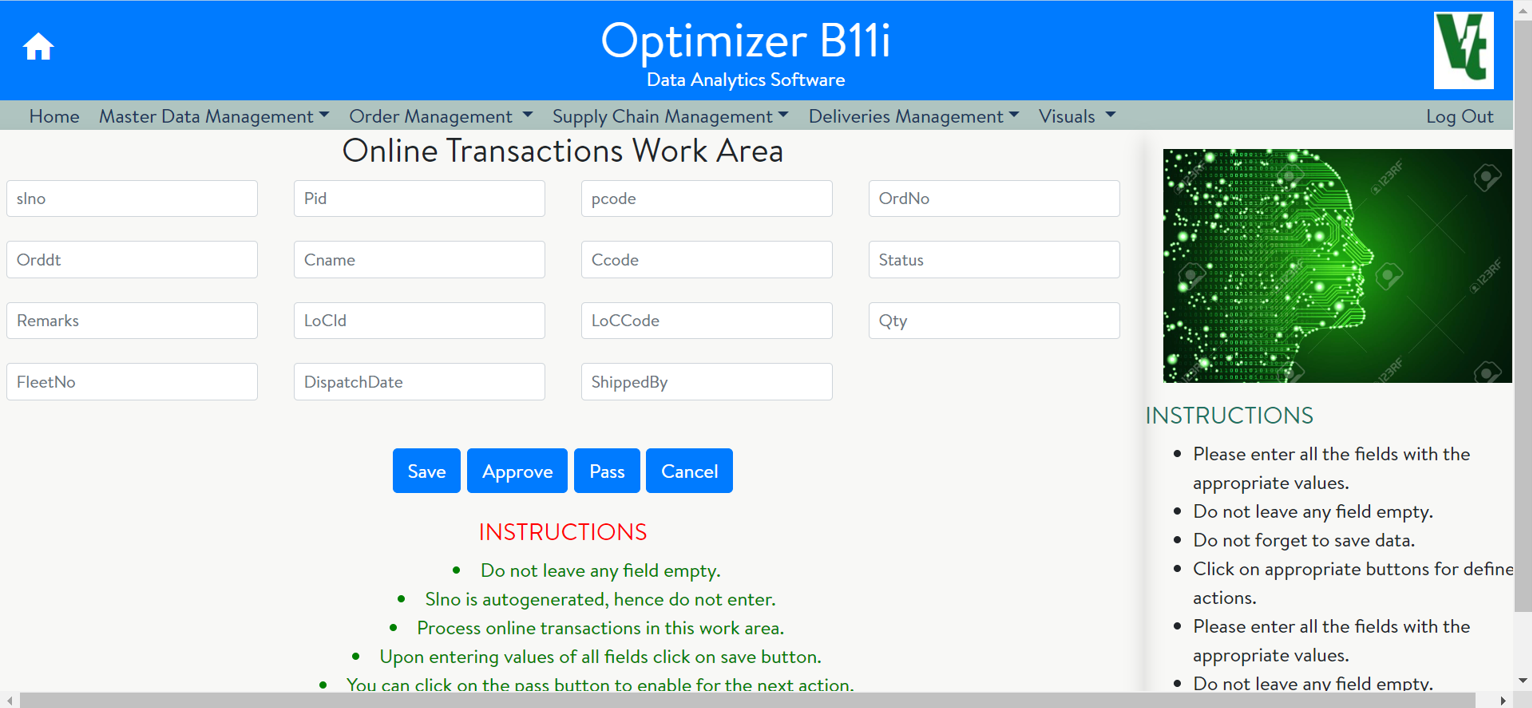 Optimizer B11i
Data Analytics Software
Vt
Home Master Data Management Order Management Supply Chain Management Deliveries Management Visuals Log Out
Online Transactions Work Area
slno Pid pcode OrdNo
Orddt Cname Ccode Status
Remarks LoCId LoCCode Qty
FleetNo DispatchDate ShippedBy
Save Approve Pass Cancel
INSTRUCTIONS
Do not leave any field empty.
Slno is autogenerated, hence do not enter.
Process online transactions in this work area.
Upon entering values of all fields click on save button.
You can click on the pass button to enable for the next action.
123RF
123RF
123RF
123RF
INSTRUCTIONS
Please enter all the fields with the
appropriate values.
Do not leave any field empty.
Do not forget to save data.
Click on appropriate buttons for define
actions.
Please enter all the fields with the
appropriate values.
Do not leave any field empty.